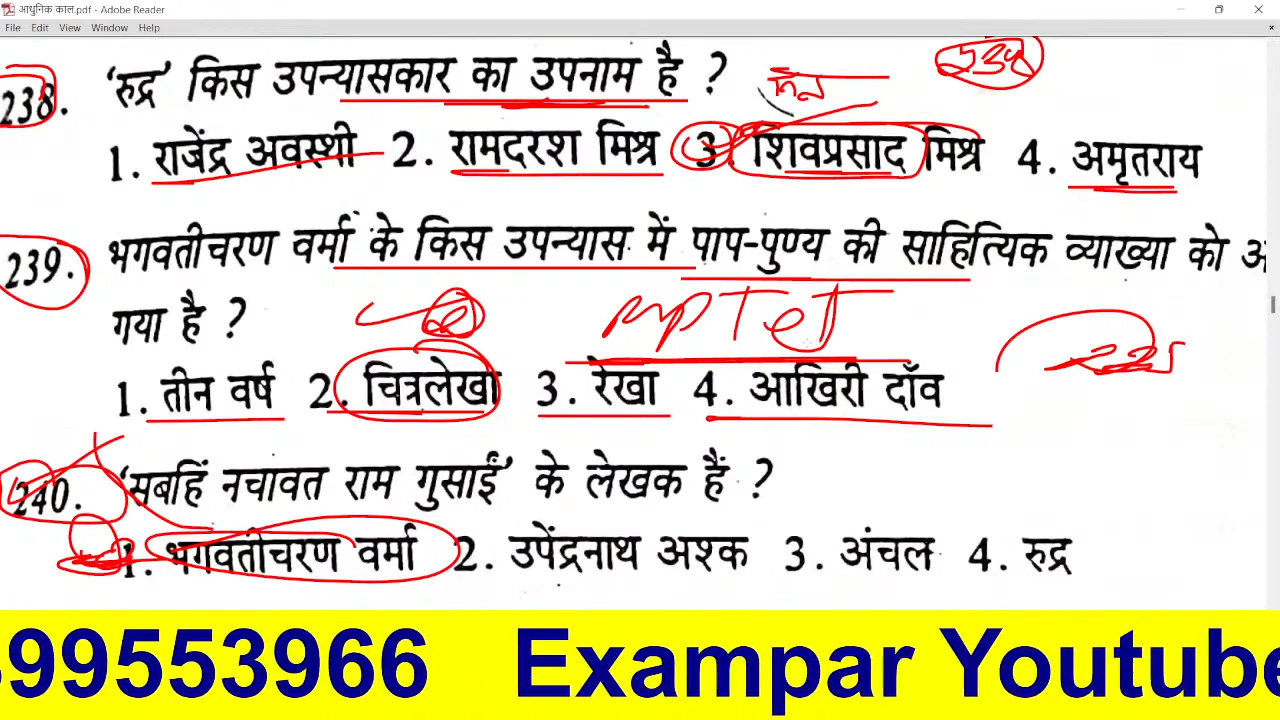 आधुनिक काल.pdf - Adobe Reader
File Edit View Window Help
238. 'रुद्र' किस उपन्यासकार का उपनाम है ?
1. राजेंद्र अवस्थी 2. रामदरश मिश्र 3. शिवप्रसाद मिश्र 4. अमृतराय
239. भगवतीचरण वर्मा के किस उपन्यास में पाप-पुण्य की साहित्यिक व्याख्या को
गया है ?
MPTET
1. तीन वर्ष 2. चित्रलेखा 3. रेखा 4. आखिरी दाँव
240. 'सबहिं नचावत राम गुसाईं' के लेखक हैं ?
1. भगवतीचरण वर्मा 2. उपेंद्रनाथ अश्क 3. अंचल 4. रुद्र
99553966 Exampar Youtube